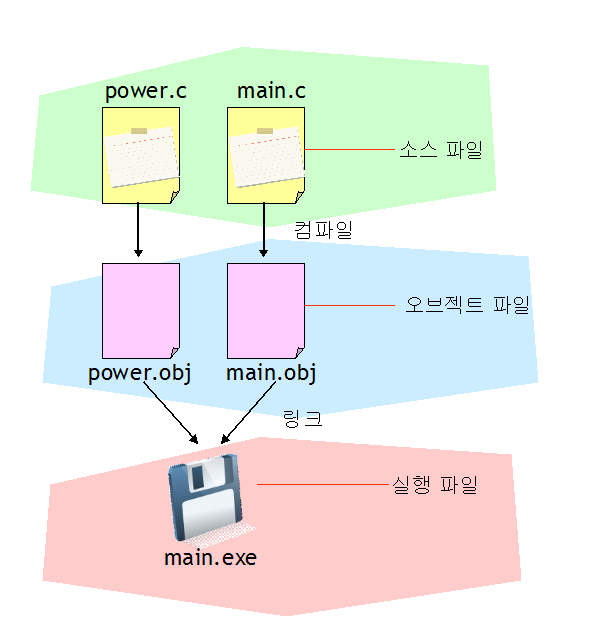 power.c
main.c
소스 파일
컴파일
오브젝트 파일
power.obj
main.obj
링크
실행 파일
main.exe